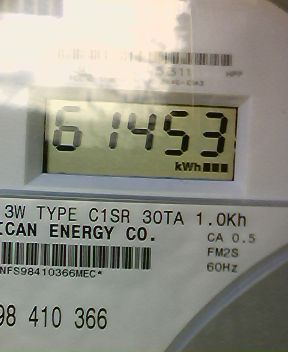 61453
kWh
3W TYPE C1SR 30TA 1.0Kh
ICAN ENERGY CO.
CA 0.5
FM2S
60Hz
NFS98410366MEC*
98 410 366